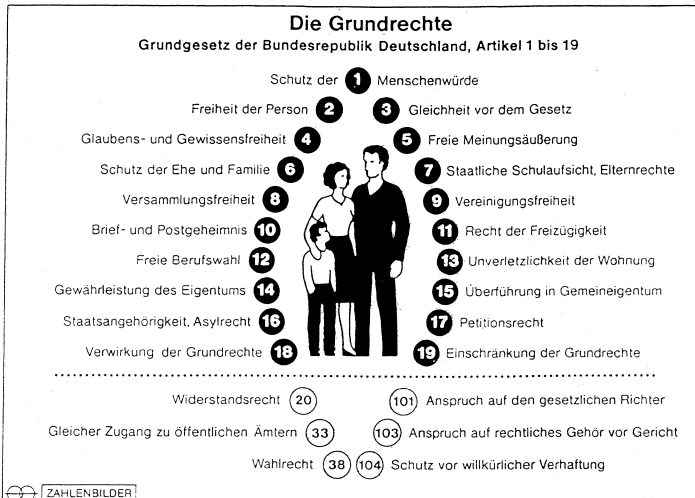 Die Grundrechte
Grundgesetz der Bundesrepublik Deutschland, Artikel 1 bis 19
Schutz der 1 Menschenwürde
Freiheit der Person 2 3 Gleichheit vor dem Gesetz
Glaubens- und Gewissensfreiheit 4 5 Freie Meinungsäußerung
Schutz der Ehe und Familie 6 7 Staatliche Schulaufsicht, Elternrechte
Versammlungsfreiheit 8 9 Vereinigungsfreiheit
Brief- und Postgeheimnis 10 11 Recht der Freizügigkeit
Freie Berufswahl 12 13 Unverletzlichkeit der Wohnung
Gewährleistung des Eigentums 14 15 Überführung in Gemeineigentum
Staatsangehörigkeit, Asylrecht 16 17 Petitionsrecht
Verwirkung der Grundrechte 18 19 Einschränkung der Grundrechte
Widerstandsrecht 20 101 Anspruch auf den gesetzlichen Richter
Gleicher Zugang zu öffentlichen Ämtern 33 103 Anspruch auf rechtliches Gehör vor Gericht
Wahlrecht 38 104 Schutz vor willkürlicher Verhaftung
ZAHLENBILDER